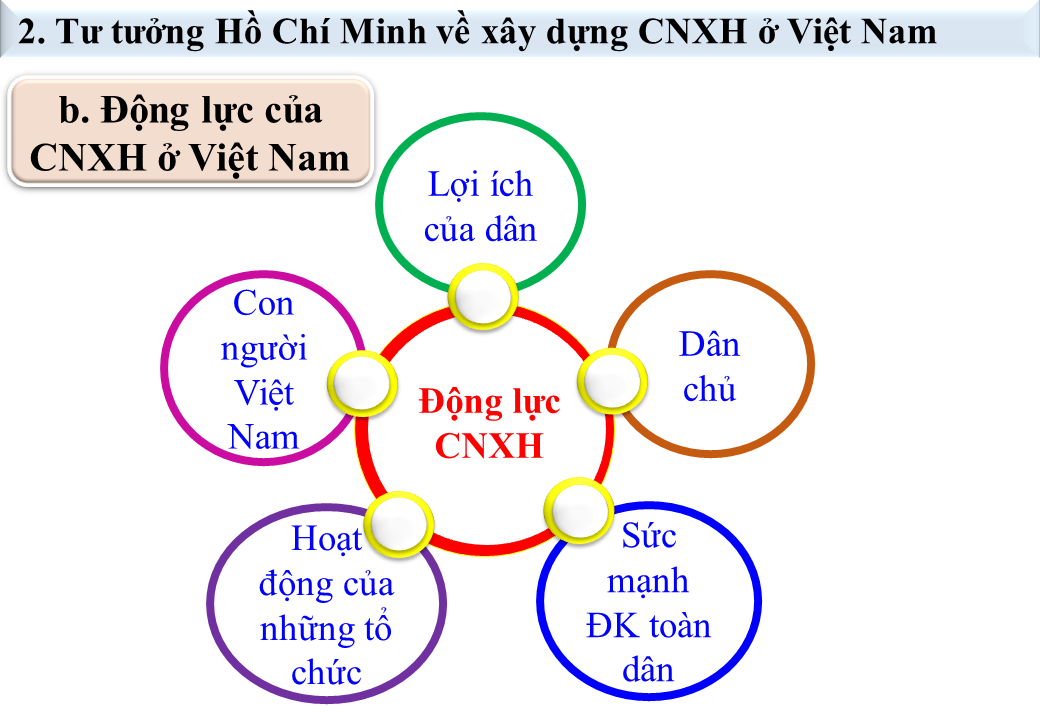 2. Tư tưởng Hồ Chí Minh về xây dựng CNXH ở Việt Nam
b. Động lực của
CNXH ở Việt Nam
Lợi ích
của dân
Con
người
Việt
Nam
Dân
chủ
Động lực
CNXH
Hoạt
động của
những tổ
chức
Sức
mạnh
ĐK toàn
dân